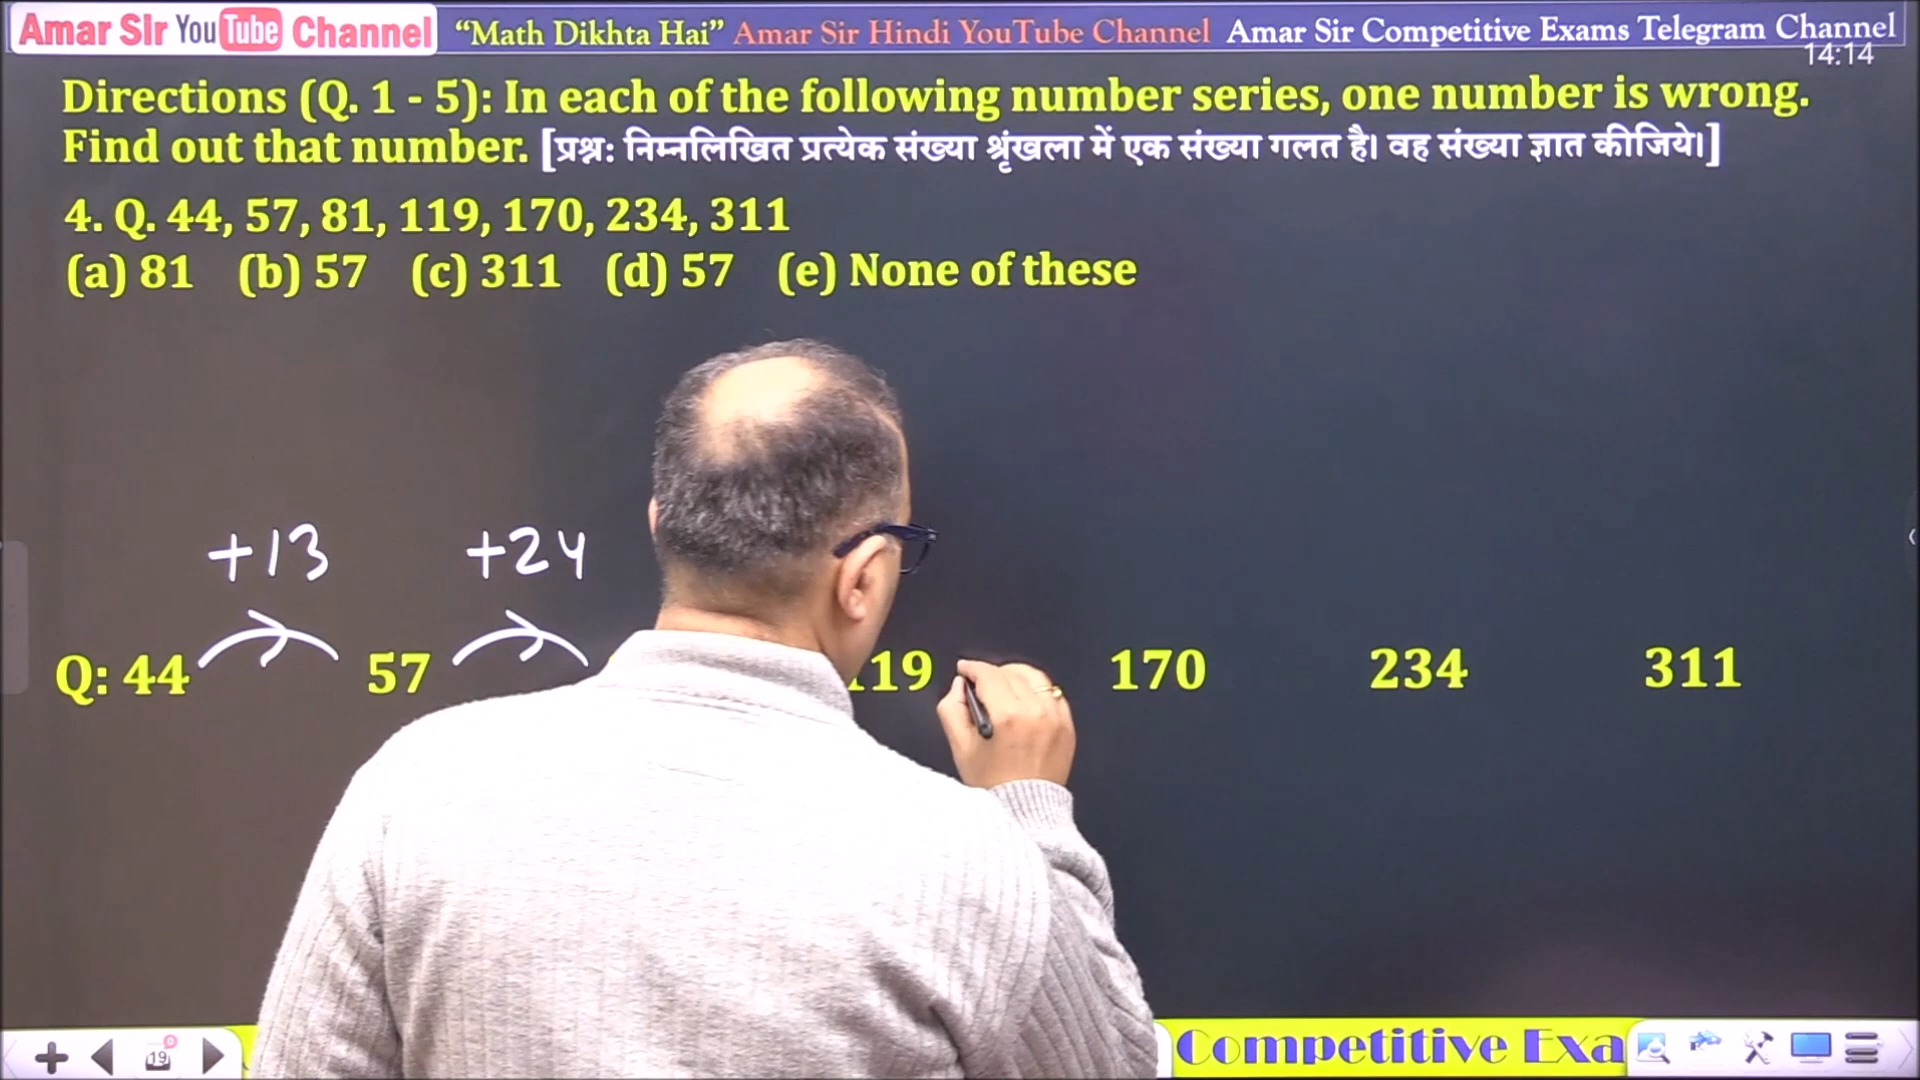 Amar SIr YouTube Channel "Math Dikhta Hai" Amar Sir Hindi YouTube Channel Amar Sir Competitive Exams Telegram Channel
14:14
Directions (Q. 1 - 5): In each of the following number series, one number is wrong.
Find out that number. [प्रश्न: निम्नलिखित प्रत्येक संख्या श्रृंखला में एक संख्या गलत है। वह संख्या ज्ञात कीजिये।]
4. Q. 44, 57, 81, 119, 170, 234, 311
(a) 81 (b) 57 (c) 311 (d) 57 (e) None of these
+13 +24
Q: 44 57 119 170 234 311
19 0 Competitive Exa